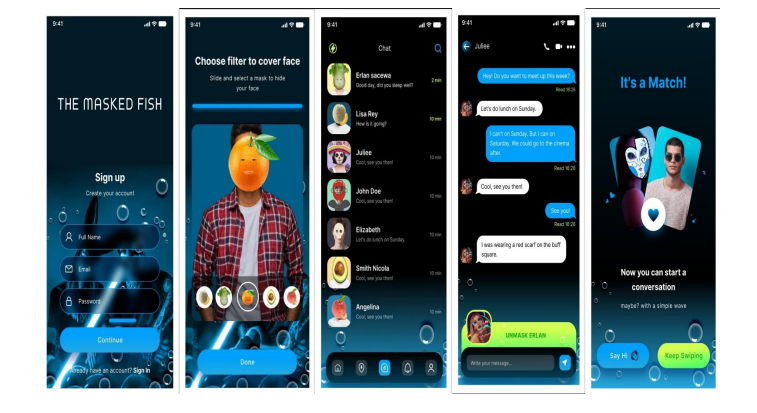 9:41
THE MASKED FISH
Sign up
Create your account
Full Name
Email
Password
Continue
Already have an account? Sign In
9:41
Choose filter to cover face
Slide and select a mask to hide
your face
Done
9:41
Chat
Erlan sacewa
Good day, did you sleep well?
2 min
Lisa Rey
How is it going?
10 min
Juliee
Cool, see you then!
10 min
John Doe
Cool, see you then!
10 min
Elizabeth
Let's do lunch on Sunday.
10 min
Smith Nicola
Cool, see you then!
10 min
Angelina
Cool, see you then!
10 min
9:41
Juliee
Hey! Do you want to meet up this week?
Read 16:26
Let's do lunch on Sunday.
I can't on Sunday. But I can on
Saturday. We could go to the cinema
after.
Read 16:26
Cool, see you then!
See you!
Read 16:26
I was wearing a red scarf on the buff
square.
UNMASK ERLAN
Write your message...
9:41
It's a Match!
Now you can start a
conversation
maybe? with a simple wave
Say Hi
Keep Swiping